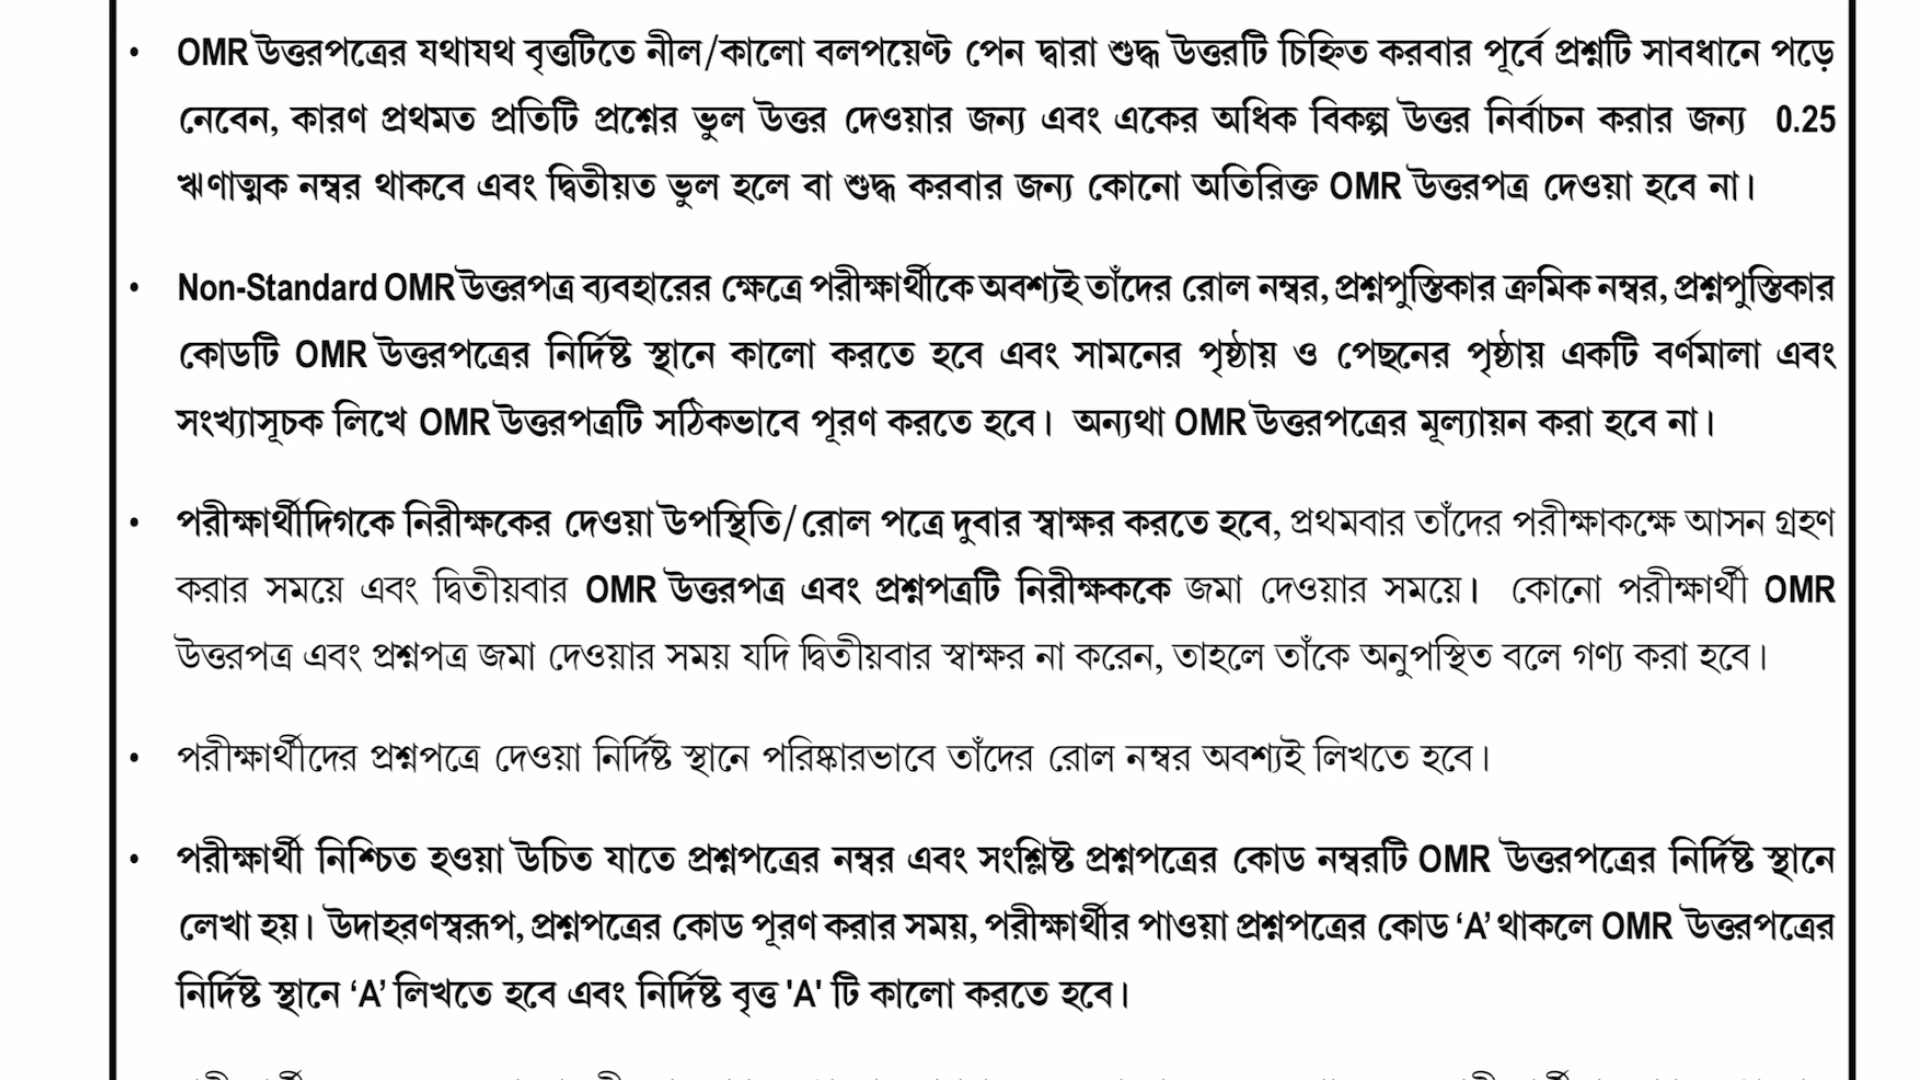 • OMR উত্তরপত্রের যথাযথ বৃত্তটিতে নীল/কালো বলপয়েণ্ট পেন দ্বারা শুদ্ধ উত্তরটি চিহ্নিত করবার পূর্বে প্রশ্নটি সাবধানে পড়ে
নেবেন, কারণ প্রথমত প্রতিটি প্রশ্নের ভুল উত্তর দেওয়ার জন্য এবং একের অধিক বিকল্প উত্তর নির্বাচন করার জন্য 0.25
ঋণাত্মক নম্বর থাকবে এবং দ্বিতীয়ত ভুল হলে বা শুদ্ধ করবার জন্য কোনো অতিরিক্ত OMR উত্তরপত্র দেওয়া হবে না।
• Non-Standard OMR উত্তরপত্র ব্যবহারের ক্ষেত্রে পরীক্ষার্থীকে অবশ্যই তাঁদের রোল নম্বর, প্রশ্নপুস্তিকার ক্রমিক নম্বর, প্রশ্নপুস্তিকার
কোডটি OMR উত্তরপত্রের নির্দিষ্ট স্থানে কালো করতে হবে এবং সামনের পৃষ্ঠায় ও পেছনের পৃষ্ঠায় একটি বর্ণমালা এবং
সংখ্যাসূচক লিখে OMR উত্তরপত্রটি সঠিকভাবে পূরণ করতে হবে। অন্যথা OMR উত্তরপত্রের মূল্যায়ন করা হবে না।
• পরীক্ষার্থীদিগকে নিরীক্ষকের দেওয়া উপস্থিতি/রোল পত্রে দুবার স্বাক্ষর করতে হবে, প্রথমবার তাঁদের পরীক্ষাকক্ষে আসন গ্রহণ
করার সময়ে এবং দ্বিতীয়বার OMR উত্তরপত্র এবং প্রশ্নপত্রটি নিরীক্ষককে জমা দেওয়ার সময়ে। কোনো পরীক্ষার্থী OMR
উত্তরপত্র এবং প্রশ্নপত্র জমা দেওয়ার সময় যদি দ্বিতীয়বার স্বাক্ষর না করেন, তাহলে তাঁকে অনুপস্থিত বলে গণ্য করা হবে।
• পরীক্ষার্থীদের প্রশ্নপত্রে দেওয়া নির্দিষ্ট স্থানে পরিষ্কারভাবে তাঁদের রোল নম্বর অবশ্যই লিখতে হবে।
• পরীক্ষার্থী নিশ্চিত হওয়া উচিত যাতে প্রশ্নপত্রের নম্বর এবং সংশ্লিষ্ট প্রশ্নপত্রের কোড নম্বরটি OMR উত্তরপত্রের নির্দিষ্ট স্থানে
লেখা হয়। উদাহরণস্বরূপ, প্রশ্নপত্রের কোড পূরণ করার সময়, পরীক্ষার্থীর পাওয়া প্রশ্নপত্রের কোড ‘A’ থাকলে OMR উত্তরপত্রের
নির্দিষ্ট স্থানে ‘A’ লিখতে হবে এবং নির্দিষ্ট বৃত্ত 'A' টি কালো করতে হবে।